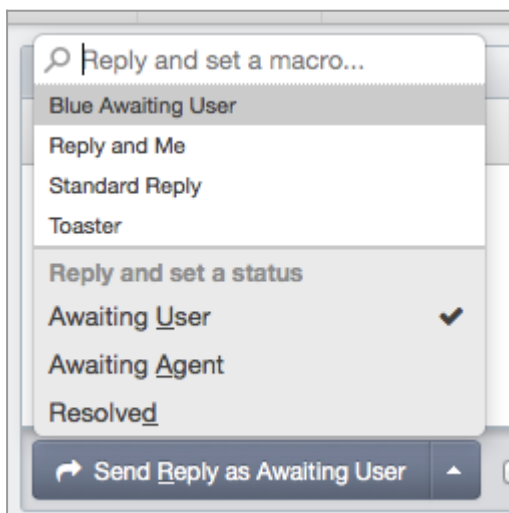 Reply and set a macro...
Blue Awaiting User
Reply and Me
Standard Reply
Toaster
Reply and set a status
Awaiting User
Awaiting Agent
Resolved
Send Reply as Awaiting User